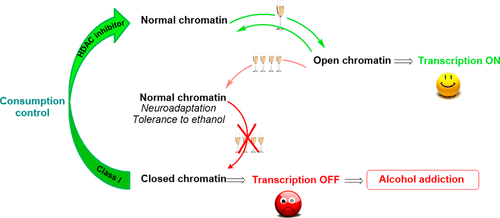 HDAC inhibitor
Normal chromatin
Open chromatin
Transcription ON
Consumption
control
Normal chromatin
Neuroadaptation
Tolerance to ethanol
Class I
Closed chromatin
Transcription OFF
Alcohol addiction